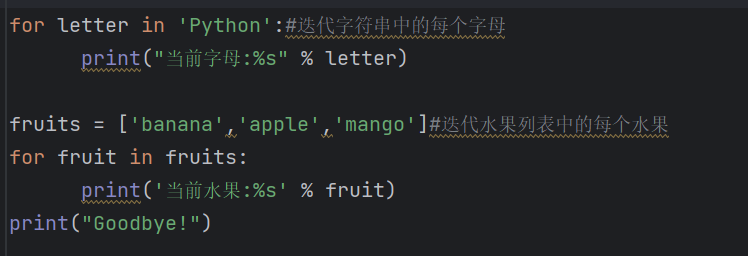 for letter in 'Python':#迭代字符串中的每个字母
print("当前字母:%s" % letter)
fruits = ['banana','apple','mango']#迭代水果列表中的每个水果
for fruit in fruits:
print('当前水果:%s' % fruit)
print("Goodbye!")